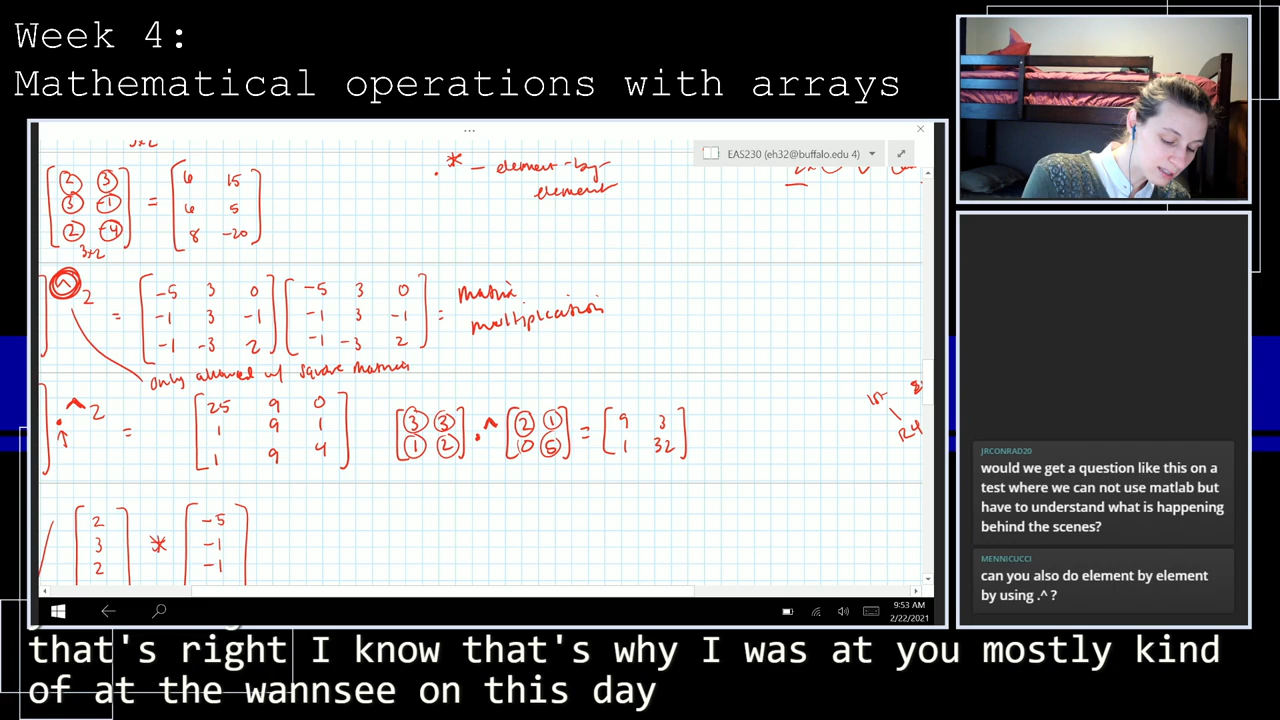 Week 4:
Mathematical operations with arrays
3x2
EAS230 (eh32@buffalo.edu 4)
.* - element-by
element
2 3
3 -1
2 -4
3x2
=
6 15
6 5
8 -20
^ 2
=
-5 3 0
-1 3 -1
-1 -3 2
-5 3 0
-1 3 -1
-1 -3 2
= matrix
multiplication
only allowed w/ square matrices
.^ 2
=
25 9 0
1 9 1
1 9 4
3 3
1 2
.^
2 1
0 5
=
9 3
1 32
2
3
2
*
-5
-1
-1
9:53 AM
2/22/2021
JRCONRAD20
would we get a question like this on a
test where we can not use matlab but
have to understand what is happening
behind the scenes?
MENNICUCCI
can you also do element by element
by using .^ ?
that's right I know that's why I was at you mostly kind
of at the wannsee on this day